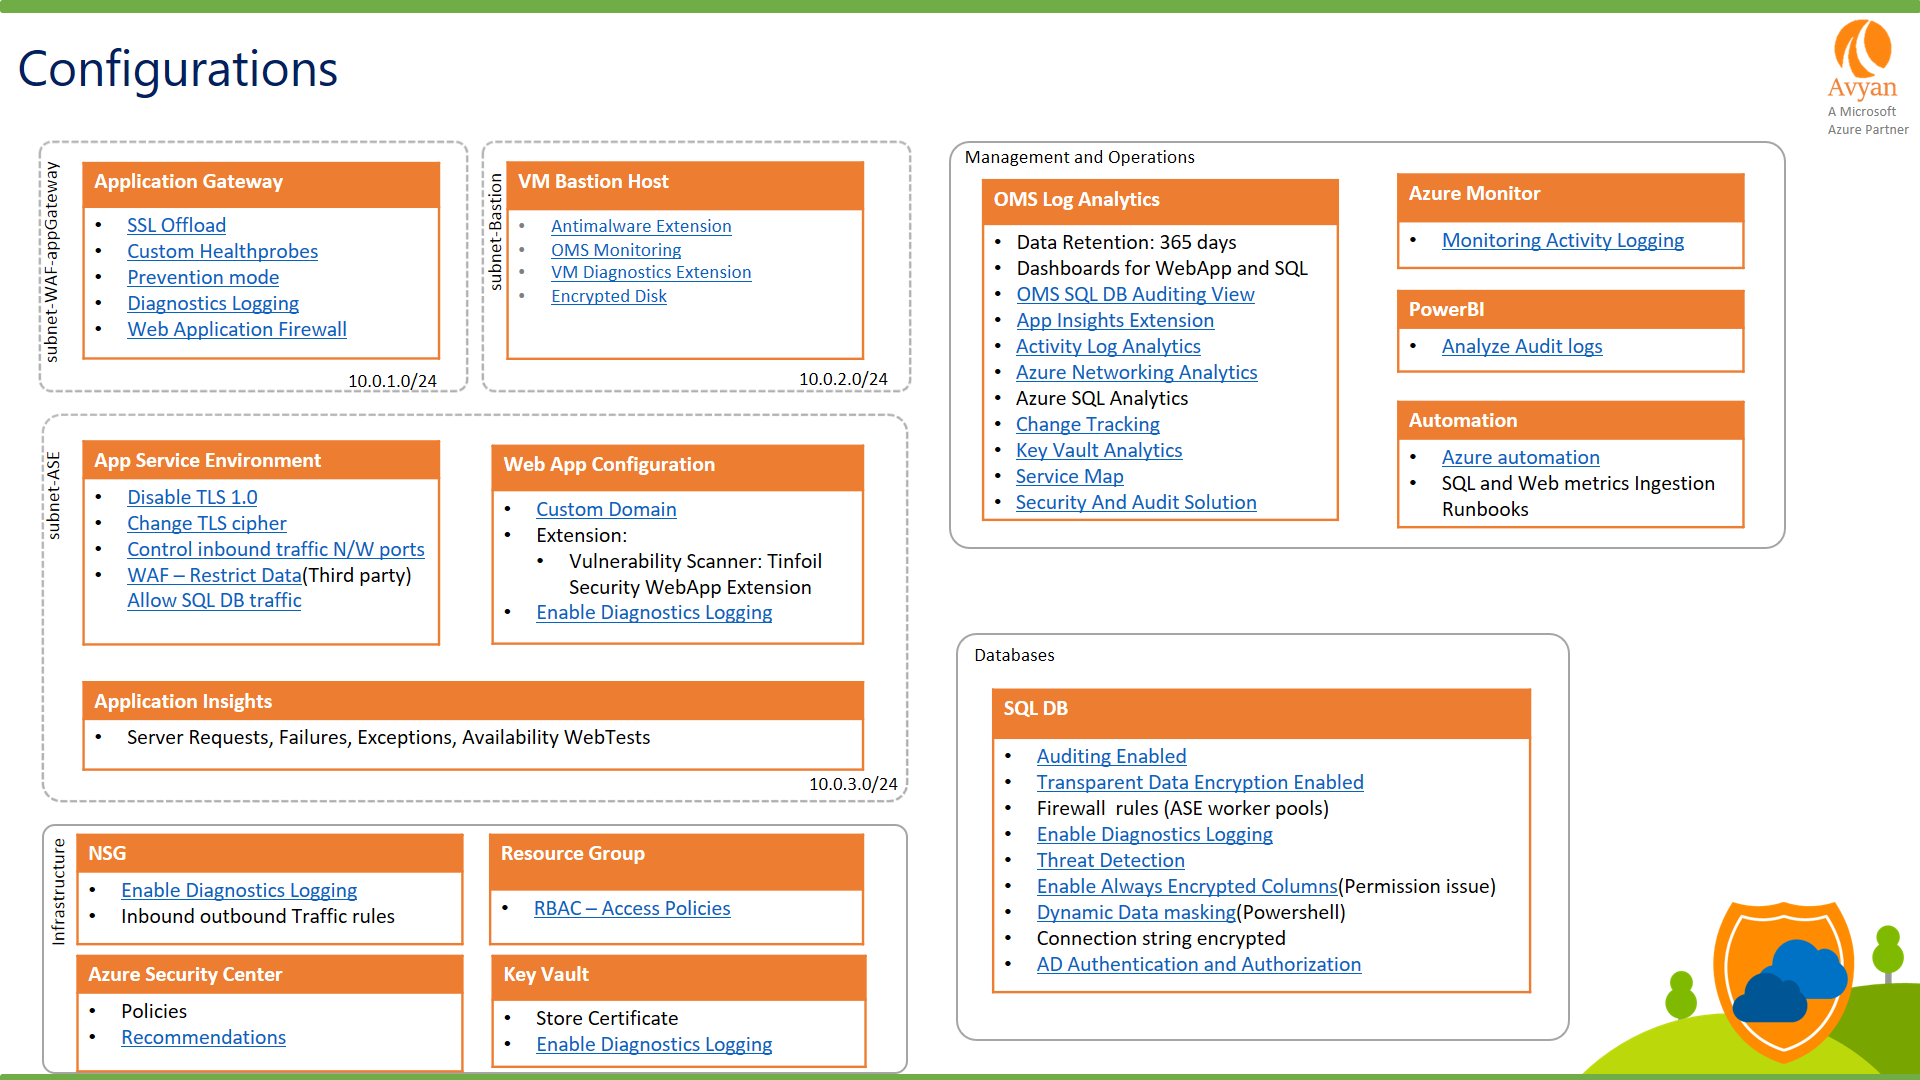 Configurations
Avyan
A Microsoft
Azure Partner
subnet-WAF-appGateway
Application Gateway
• SSL Offload
• Custom Healthprobes
• Prevention mode
• Diagnostics Logging
• Web Application Firewall
10.0.1.0/24
subnet-Bastion
VM Bastion Host
• Antimalware Extension
• OMS Monitoring
• VM Diagnostics Extension
• Encrypted Disk
10.0.2.0/24
subnet-ASE
App Service Environment
• Disable TLS 1.0
• Change TLS cipher
• Control inbound traffic N/W ports
• WAF – Restrict Data(Third party)
Allow SQL DB traffic
Web App Configuration
• Custom Domain
• Extension:
• Vulnerability Scanner: Tinfoil
Security WebApp Extension
• Enable Diagnostics Logging
Application Insights
• Server Requests, Failures, Exceptions, Availability WebTests
10.0.3.0/24
Infrastructure
NSG
• Enable Diagnostics Logging
• Inbound outbound Traffic rules
Resource Group
• RBAC – Access Policies
Azure Security Center
• Policies
• Recommendations
Key Vault
• Store Certificate
• Enable Diagnostics Logging
Management and Operations
OMS Log Analytics
• Data Retention: 365 days
• Dashboards for WebApp and SQL
• OMS SQL DB Auditing View
• App Insights Extension
• Activity Log Analytics
• Azure Networking Analytics
• Azure SQL Analytics
• Change Tracking
• Key Vault Analytics
• Service Map
• Security And Audit Solution
Azure Monitor
• Monitoring Activity Logging
PowerBI
• Analyze Audit logs
Automation
• Azure automation
• SQL and Web metrics Ingestion
Runbooks
Databases
SQL DB
• Auditing Enabled
• Transparent Data Encryption Enabled
• Firewall  rules (ASE worker pools)
• Enable Diagnostics Logging
• Threat Detection
• Enable Always Encrypted Columns(Permission issue)
• Dynamic Data masking(Powershell)
• Connection string encrypted
• AD Authentication and Authorization